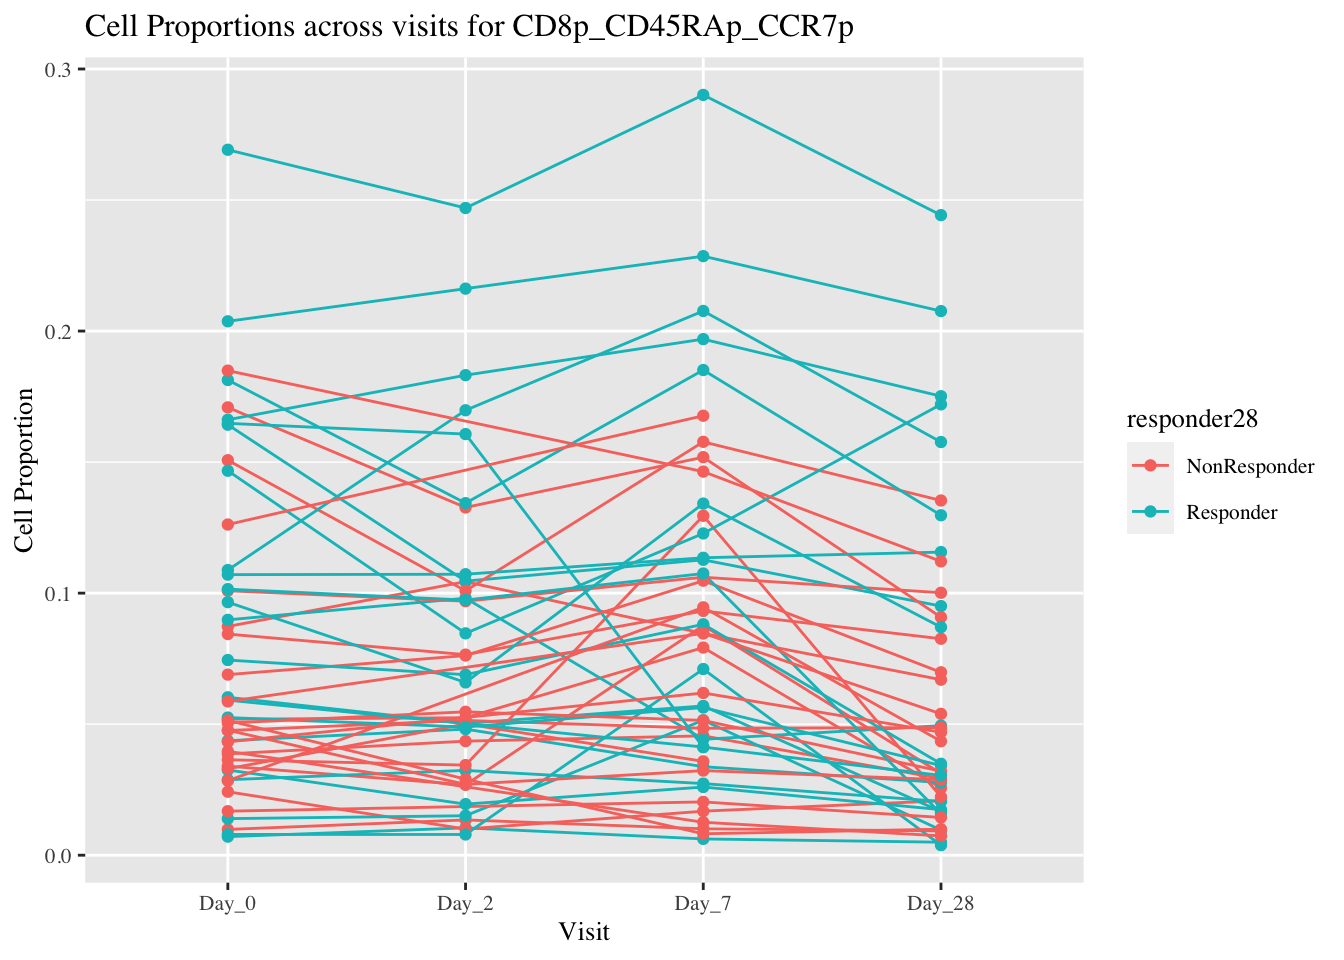 Cell Proportions across visits for CD8p_CD45RAp_CCR7p
0.3
0.2
0.1
0.0
Cell Proportion
Day_0
Day_2
Day_7
Day_28
Visit
responder28
NonResponder
Responder